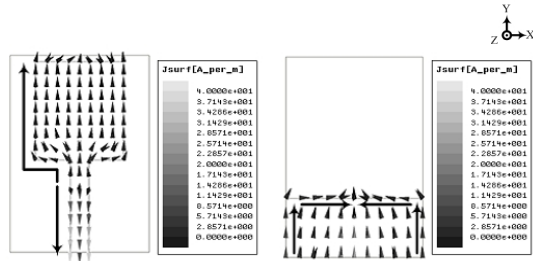 Y
Z
X
Jsurf[A_per_m]
4.0000e+001
3.7143e+001
3.4286e+001
3.1429e+001
2.8571e+001
2.5714e+001
2.2857e+001
2.0000e+001
1.7143e+001
1.4286e+001
1.1429e+001
8.5714e+000
5.7143e+000
2.8571e+000
0.0000e+000
Jsurf[A_per_m]
4.0000e+001
3.7143e+001
3.4286e+001
3.1429e+001
2.8571e+001
2.5714e+001
2.2857e+001
2.0000e+001
1.7143e+001
1.4286e+001
1.1429e+001
8.5714e+000
5.7143e+000
2.8571e+000
0.0000e+000